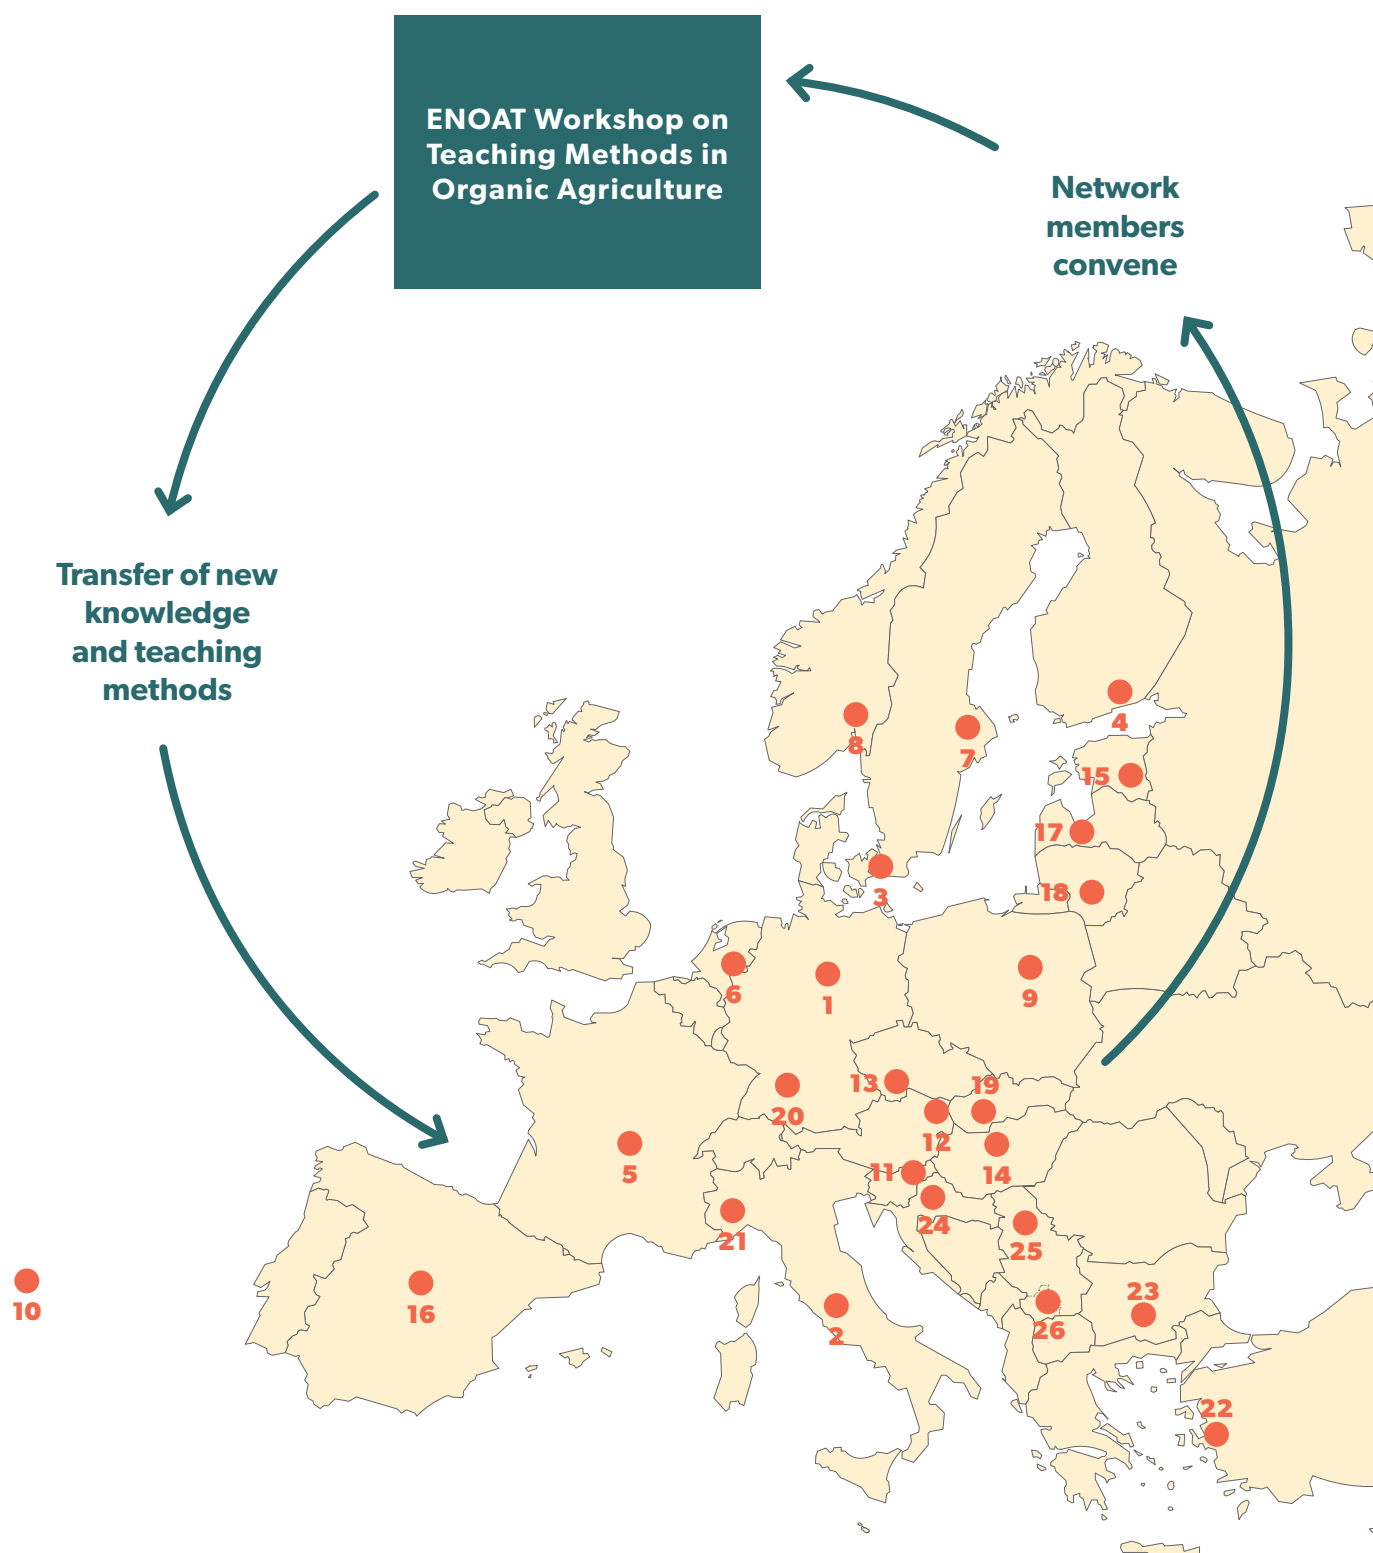 ENOAT Workshop on
Teaching Methods in
Organic Agriculture
Network
members
convene
Transfer of new
knowledge
and teaching
methods
4
8
7
15
17
18
3
6
1
9
13
19
20
12
5
11
14
21
24
25
10
16
2
26
23
22